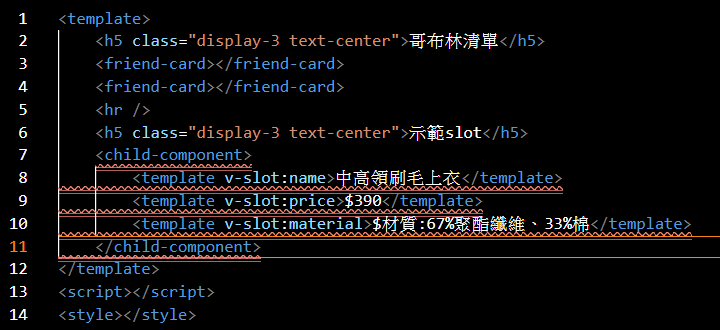 1 <template>
2 <h5 class="display-3 text-center">哥布林清單</h5>
3 <friend-card></friend-card>
4 <friend-card></friend-card>
5 <hr />
6 <h5 class="display-3 text-center">示範slot</h5>
7 <child-component>
8 <template v-slot:name>中高領刷毛上衣</template>
9 <template v-slot:price>$390</template>
10 <template v-slot:material>$材質:67%聚酯纖維、33%棉</template>
11 </child-component>
12 </template>
13 <script></script>
14 <style></style>